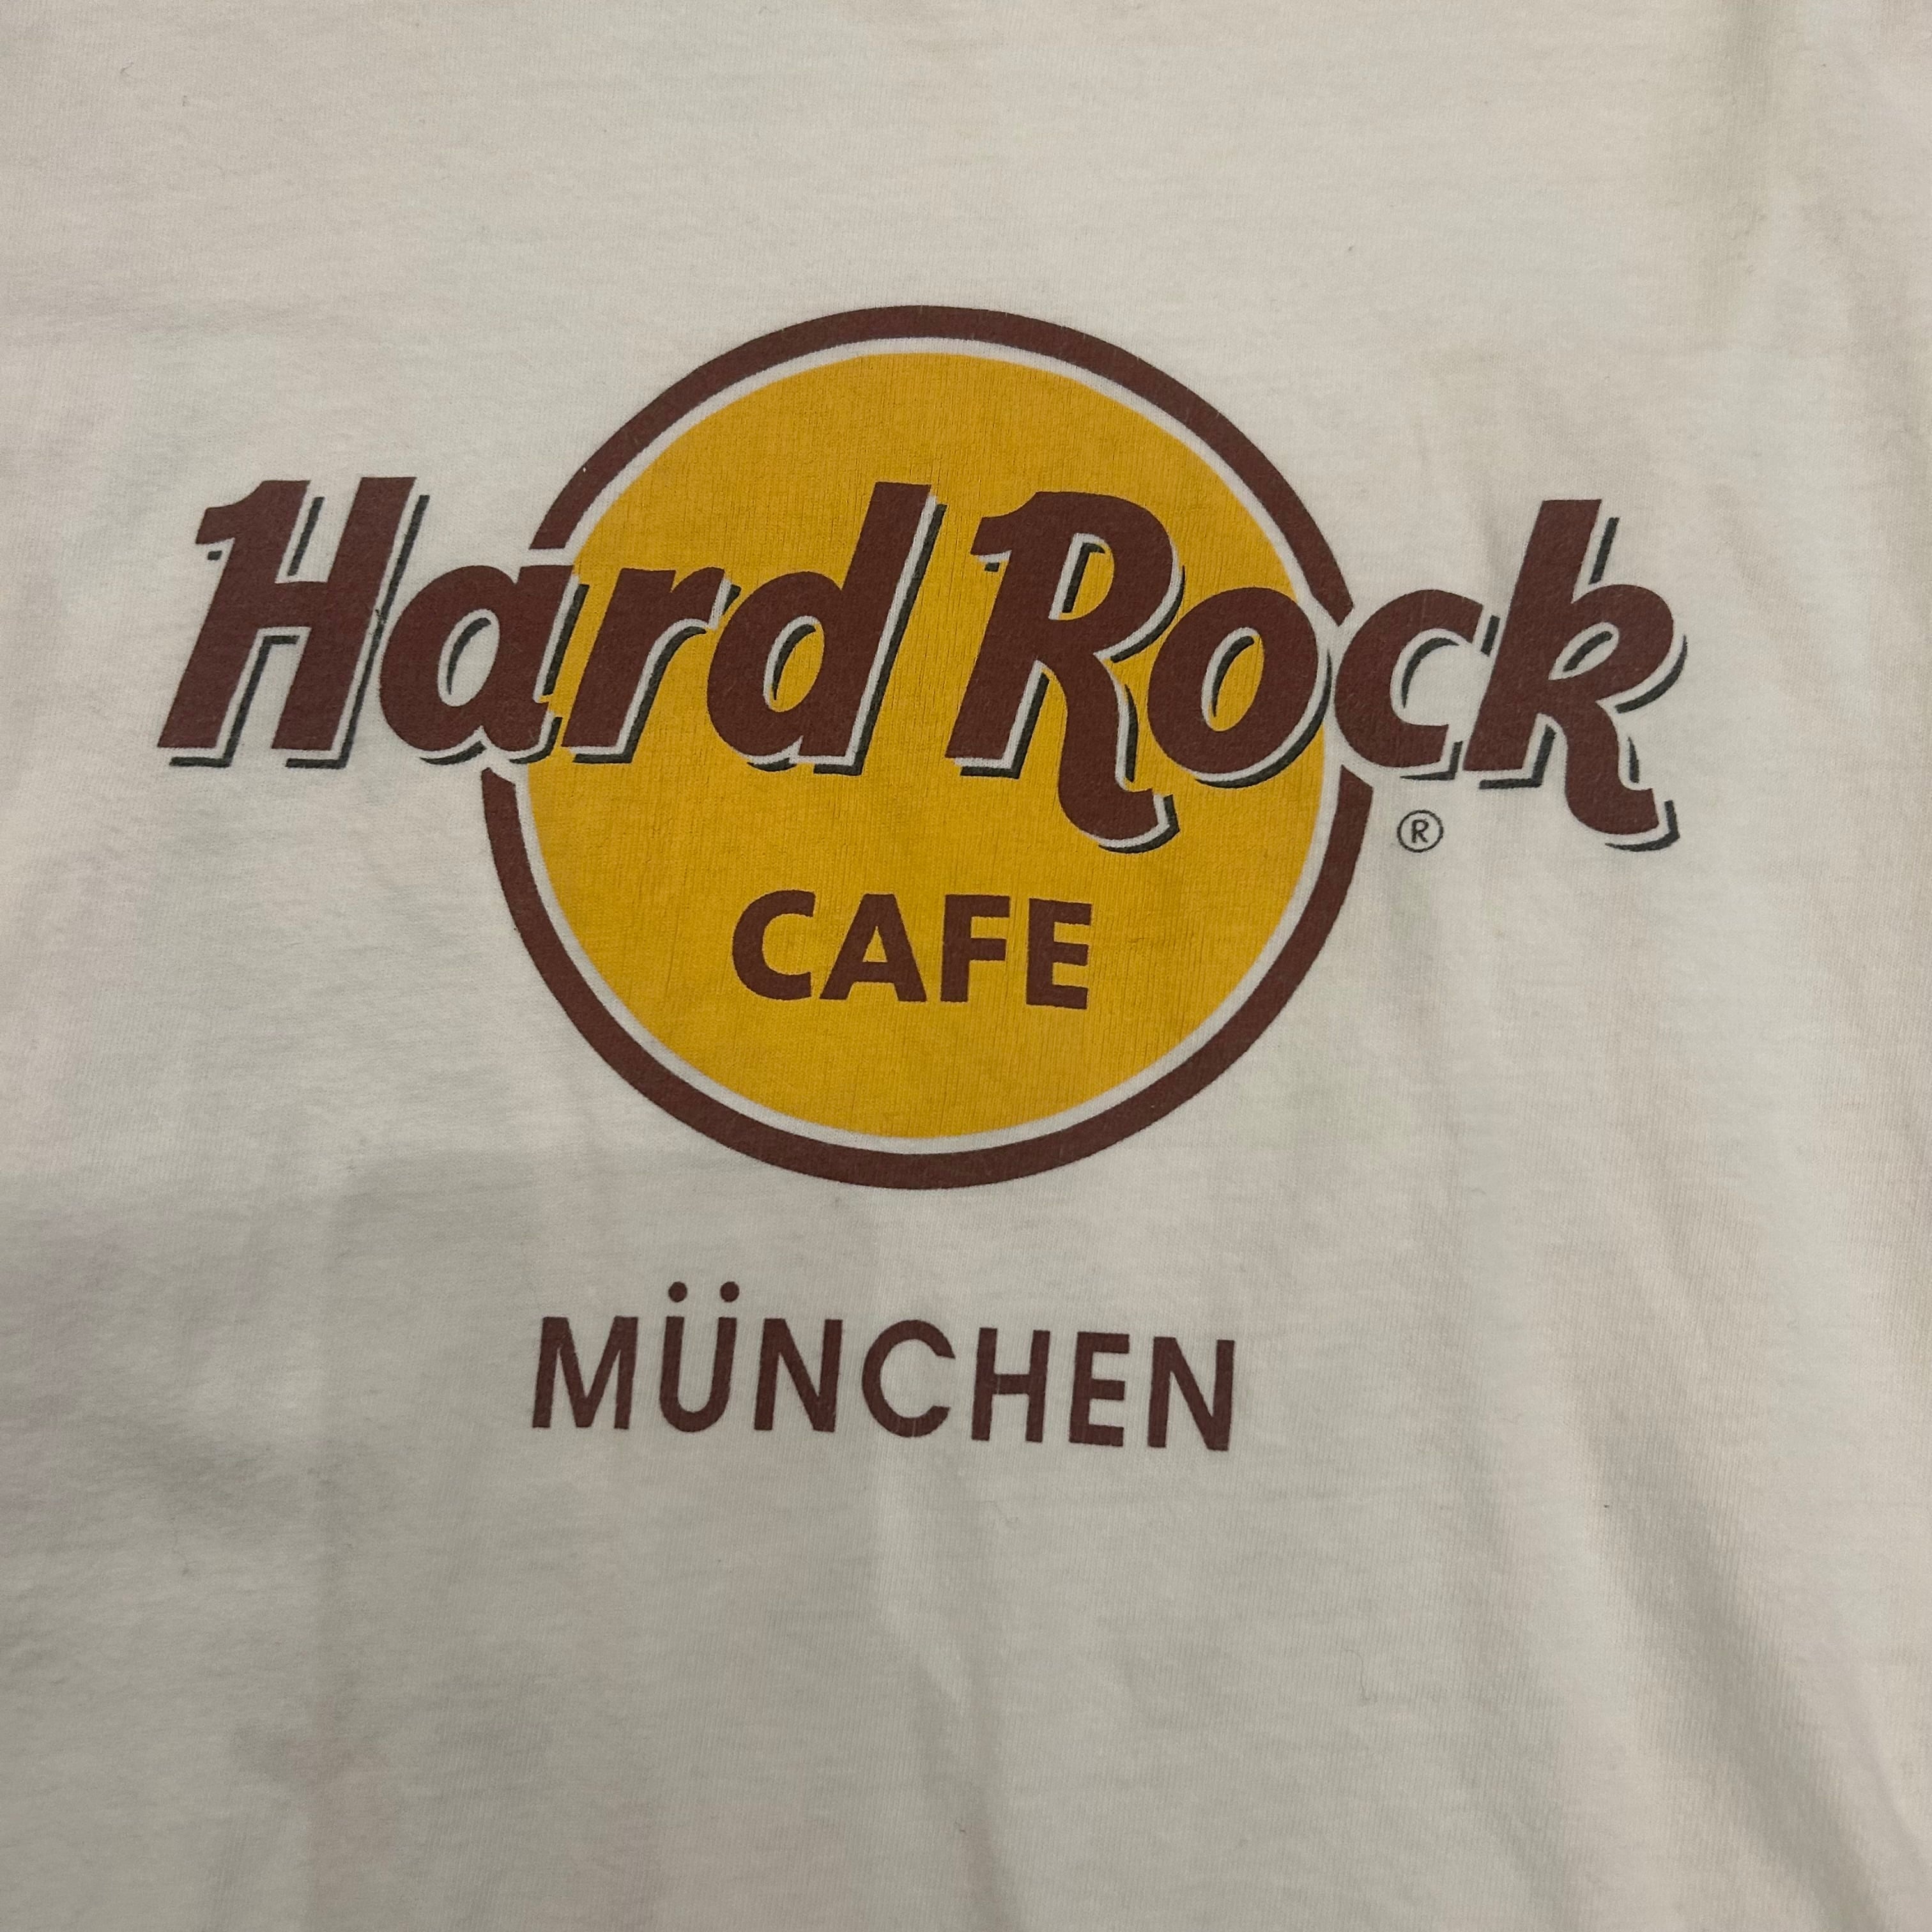 Hard Rock
®
CAFE
MÜNCHEN